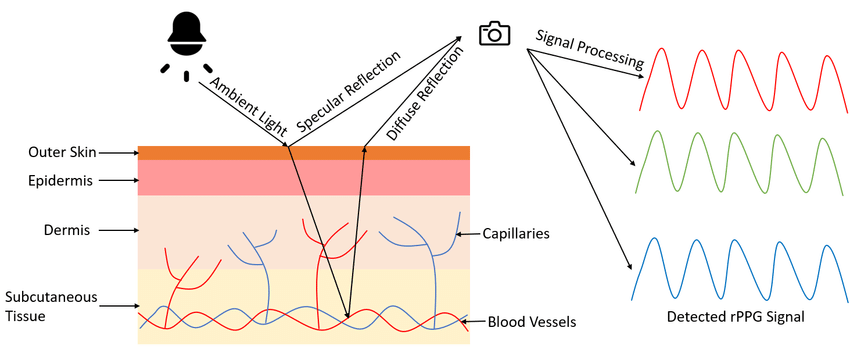 Ambient Light
Specular Reflection
Diffuse Reflection
Signal Processing
Outer Skin
Epidermis
Dermis
Subcutaneous
Tissue
Capillaries
Blood Vessels
Detected rPPG Signal